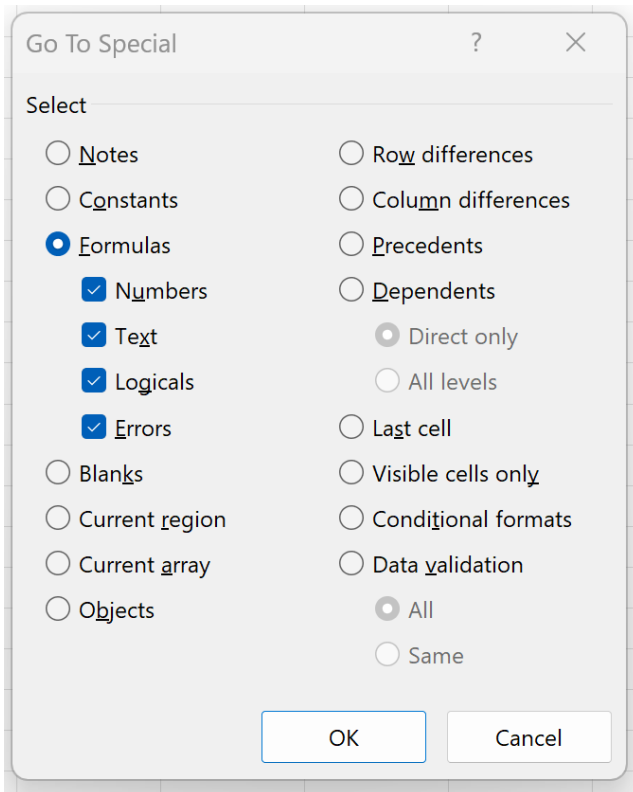 Go To Special ?
Select
Notes
Constants
Formulas
Numbers
Text
Logicals
Errors
Blanks
Current region
Current array
Objects
Row differences
Column differences
Precedents
Dependents
Direct only
All levels
Last cell
Visible cells only
Conditional formats
Data validation
All
Same
OK
Cancel